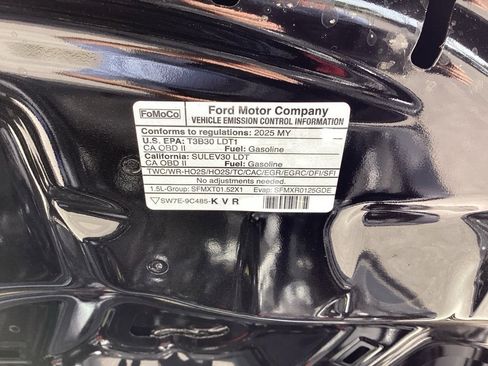 FoMoCo
Ford Motor Company
VEHICLE EMISSION CONTROL INFORMATION
Conforms to regulations: 2025 MY
U.S. EPA: T3B30 LDT1
CA OBD II Fuel: Gasoline
California: SULEV30 LDT
CA OBD II Fuel: Gasoline
TWC/WR-HO2S/HO2S/TC/CAC/EGR/EGRC/DFI/SFI
No adjustments needed.
1.5L-Group: SFMXT01.52X1 Evap: SFMXR0125GDE
SW7E-9C485-KVR